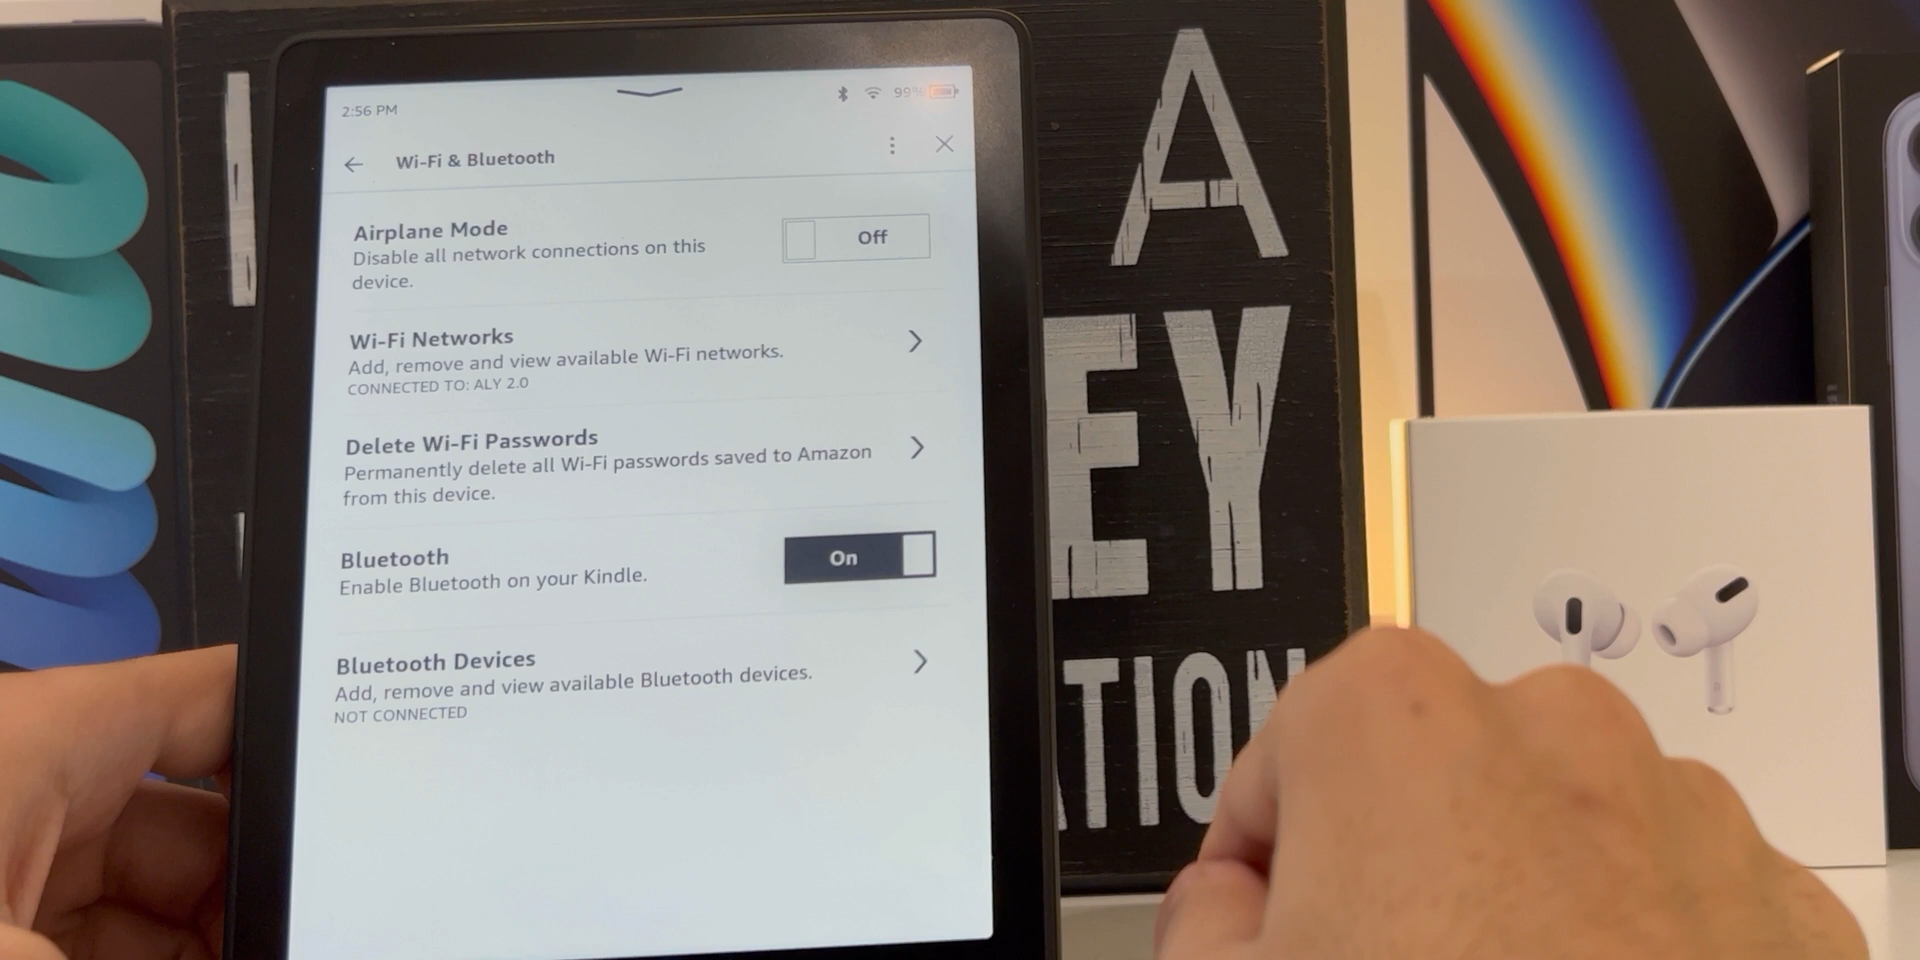 2:56 PM
99%
Wi-Fi & Bluetooth
Airplane Mode
Off
Disable all network connections on this
device.
Wi-Fi Networks
Add, remove and view available Wi-Fi networks.
CONNECTED TO: ALY 2.0
Delete Wi-Fi Passwords
Permanently delete all Wi-Fi passwords saved to Amazon
from this device.
Bluetooth
On
Enable Bluetooth on your Kindle.
Bluetooth Devices
Add, remove and view available Bluetooth devices.
NOT CONNECTED
A
EY
ATION